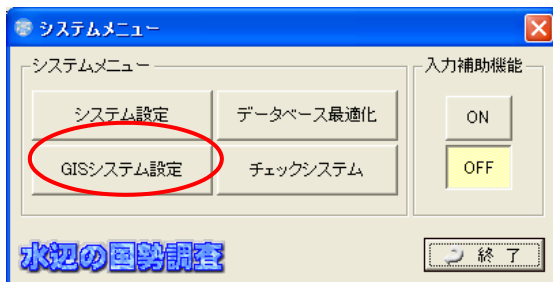 システムメニュー
システムメニュー
入力補助機能
システム設定
データベース最適化
ON
GISシステム設定
チェックシステム
OFF
水辺の国勢調査
終了